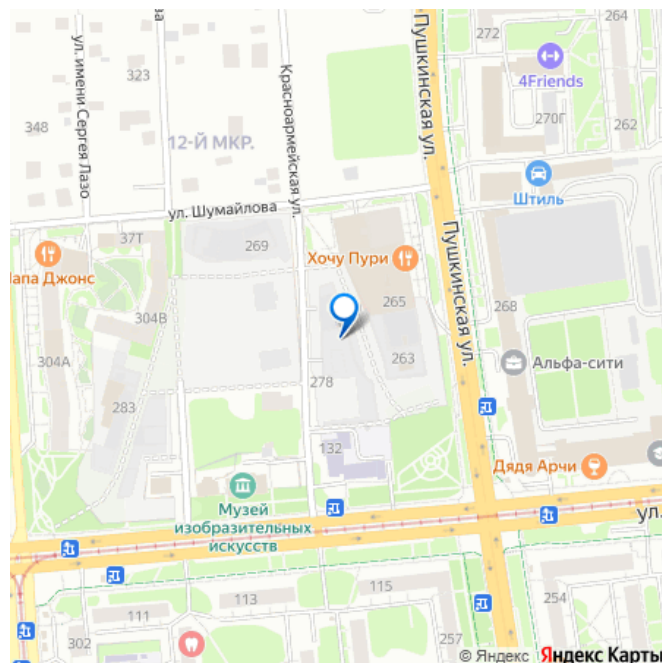 ул. имени Сергея Лазо
ва
323
348
12-Й МКР.
Красноармейская ул.
Пушкинская ул.
272
264
4Friends
270Г
262
ул. Шумайлова
Штиль
37Т
269
Хочу Пури
Папа Джонс
304В
265
Пушкинская ул.
268
304А
263
Альфа-сити
283
278
132
Дядя Арчи
Музей
изобразительных
искусств
ул.
115
113
111
302
254
257
© Яндекс Яндекс Карты